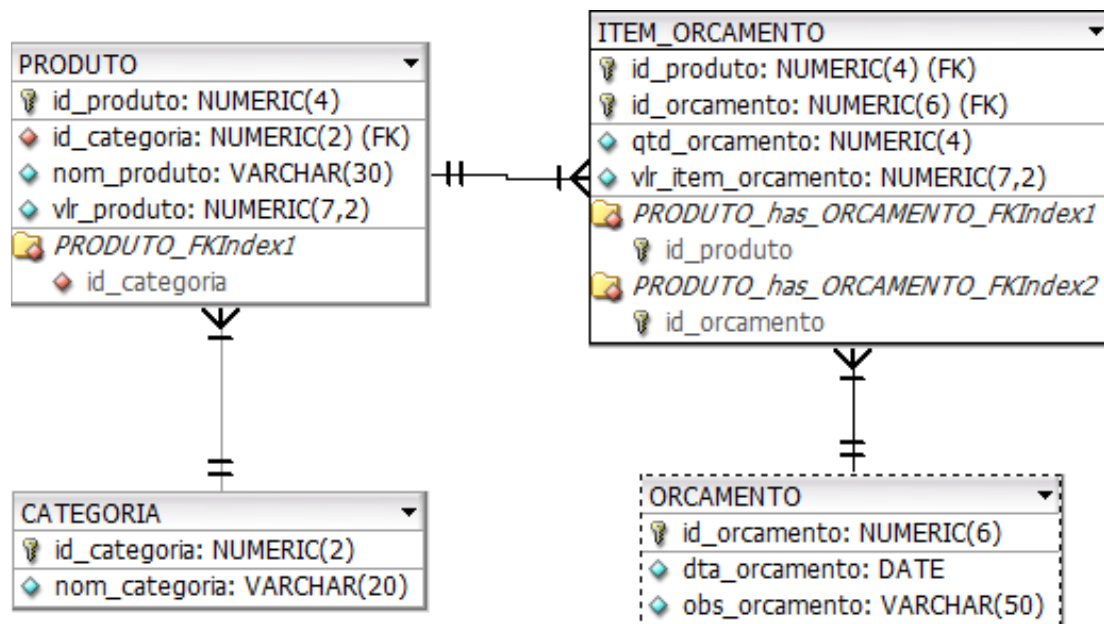 PRODUTO
id_produto: NUMERIC(4)
id_categoria: NUMERIC(2) (FK)
nom_produto: VARCHAR(30)
vlr_produto: NUMERIC(7,2)
PRODUTO_FKIndex1
id_categoria
ITEM_ORCAMENTO
id_produto: NUMERIC(4) (FK)
id_orcamento: NUMERIC(6) (FK)
qtd_orcamento: NUMERIC(4)
vlr_item_orcamento: NUMERIC(7,2)
PRODUTO_has_ORCAMENTO_FKIndex1
id_produto
PRODUTO_has_ORCAMENTO_FKIndex2
id_orcamento
CATEGORIA
id_categoria: NUMERIC(2)
nom_categoria: VARCHAR(20)
ORCAMENTO
id_orcamento: NUMERIC(6)
dta_orcamento: DATE
obs_orcamento: VARCHAR(50)